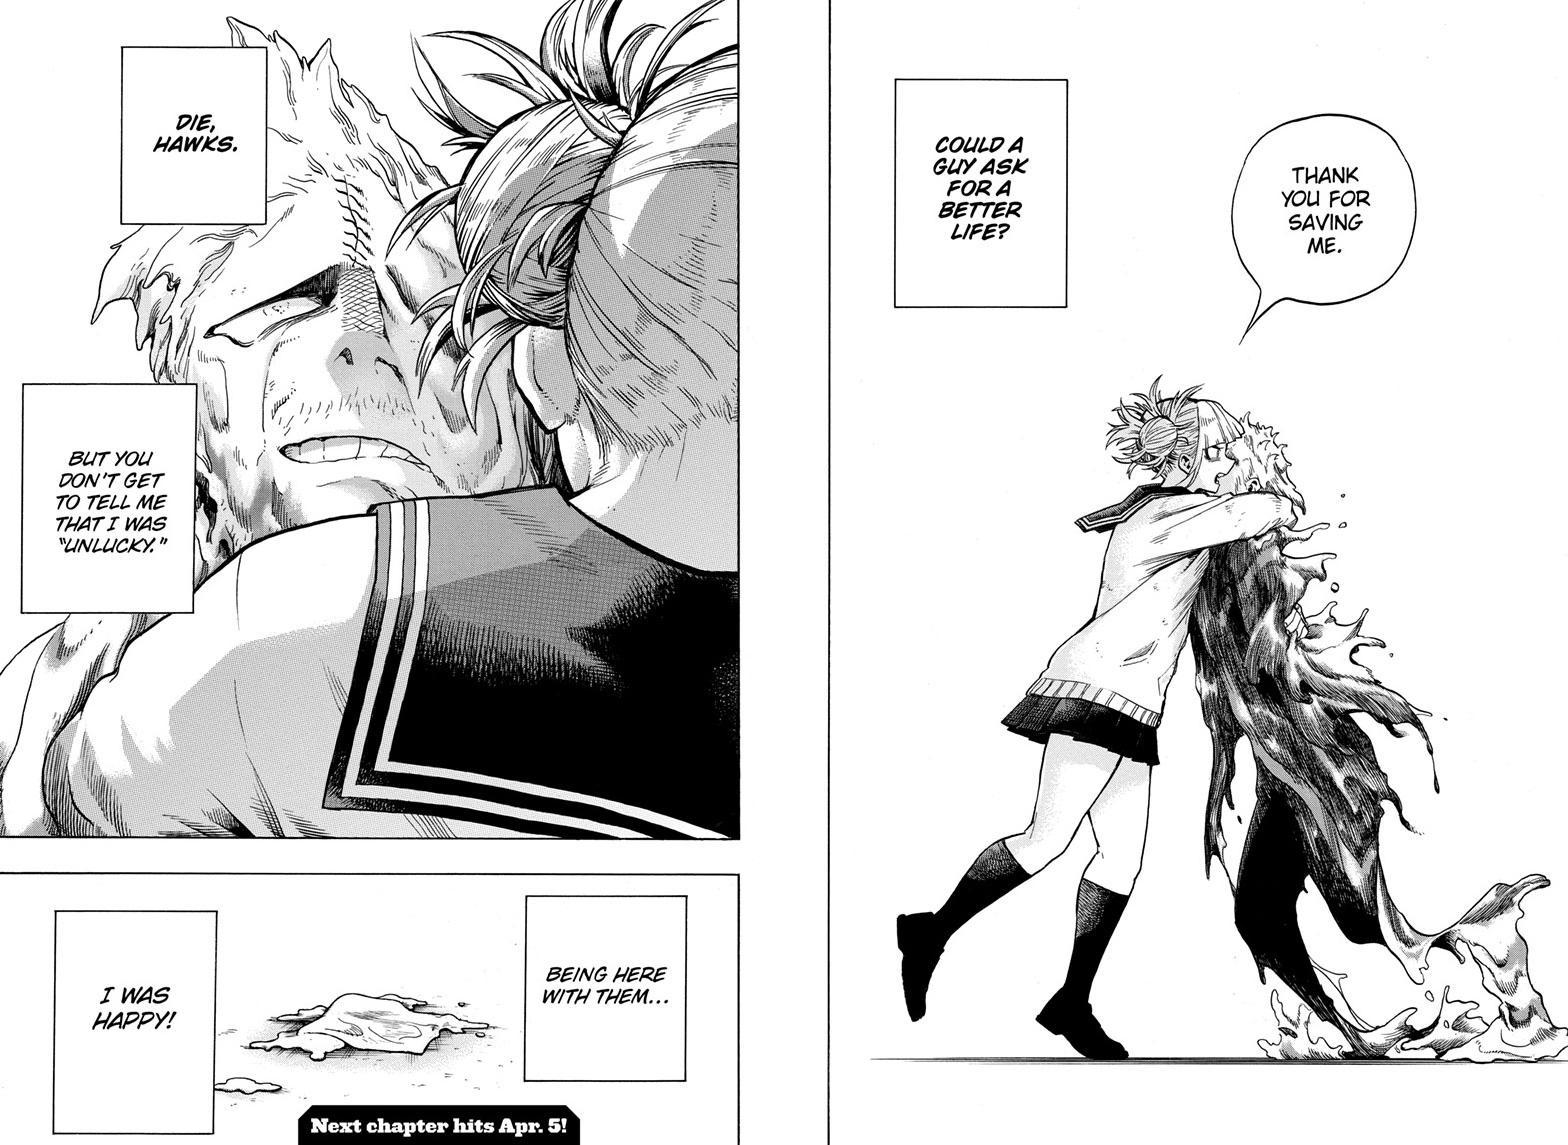 THANK
YOU FOR
SAVING
ME.
COULD A
GUY ASK
FOR A
BETTER
LIFE?
DIE,
HAWKS.
BUT YOU
DON'T GET
TO TELL ME
THAT I WAS
"UNLUCKY."
BEING HERE
WITH THEM...
I WAS
HAPPY!
Next chapter hits Apr. 5!